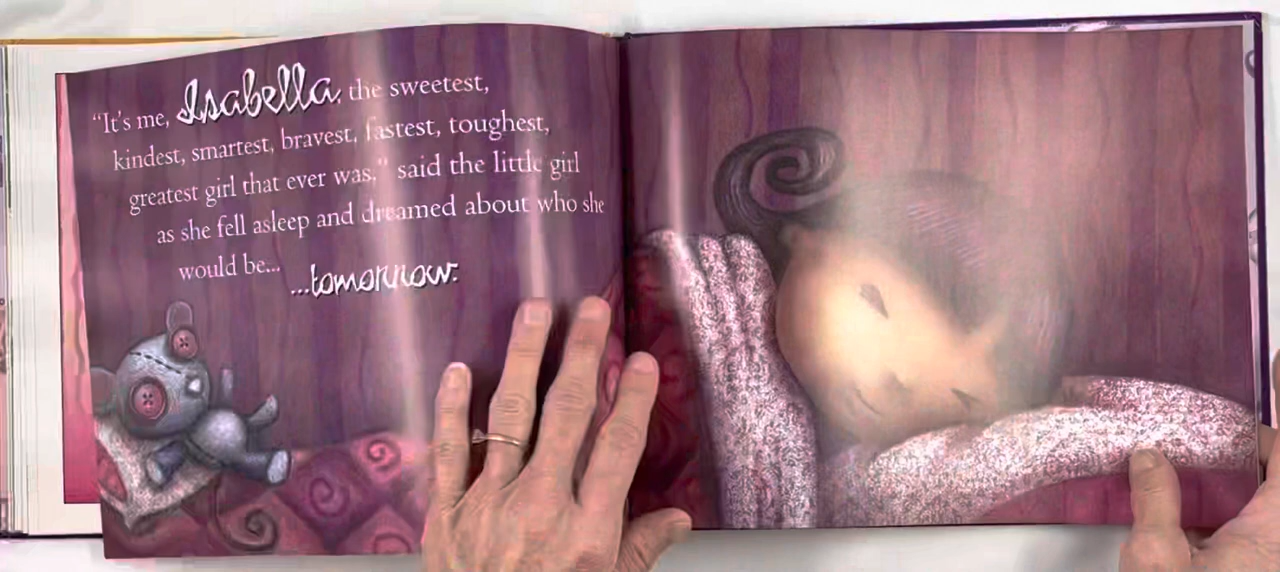 “It's me, Isabella, the sweetest,
kindest, smartest, bravest, fastest, toughest,
greatest girl that ever was,” said the little girl
as she fell asleep and dreamed about who she
would be...
...tomorrow.